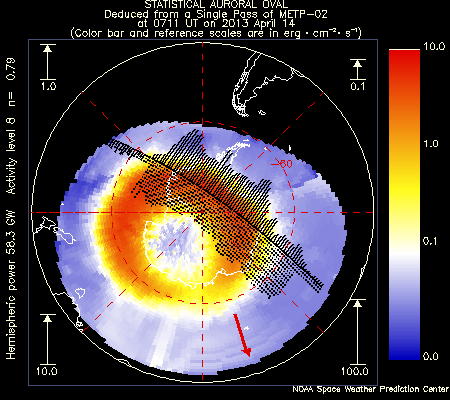 STATISTICAL AURORAL OVAL
Deduced from a Single Pass of METP-02
at 0711 UT on 2013 April 14
(Color bar and reference scales are in erg·cm⁻²·s⁻¹)
Hemispheric power 58.3 GW Activity level 8 n= 0.79
1.0
0.1
10.0
100.0
-60
10.0
1.0
0.1
0.0
NOAA Space Weather Prediction Center